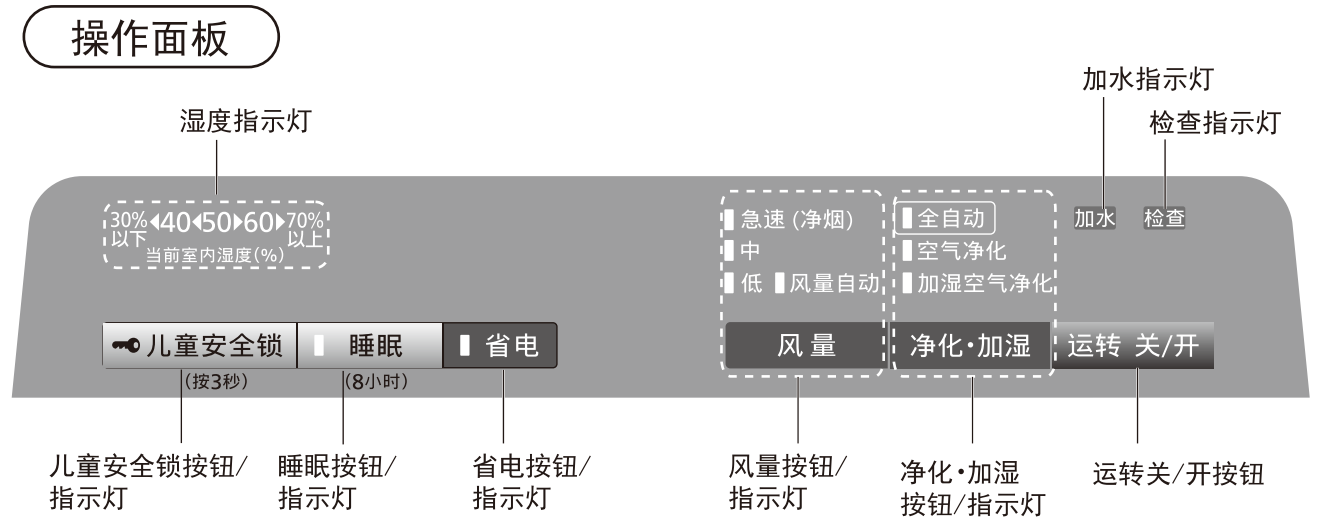 操作面板
加水指示灯
湿度指示灯
检查指示灯
30%以下 40 50 60 70%以上
当前室内湿度(%)
急速 (净烟)
中
低 风量自动
全自动
空气净化
加湿空气净化
加水
检查
儿童安全锁
(按3秒)
睡眠
(8小时)
省电
风量
净化·加湿
运转 关/开
儿童安全锁按钮/
指示灯
睡眠按钮/
指示灯
省电按钮/
指示灯
风量按钮/
指示灯
净化·加湿
按钮/指示灯
运转关/开按钮